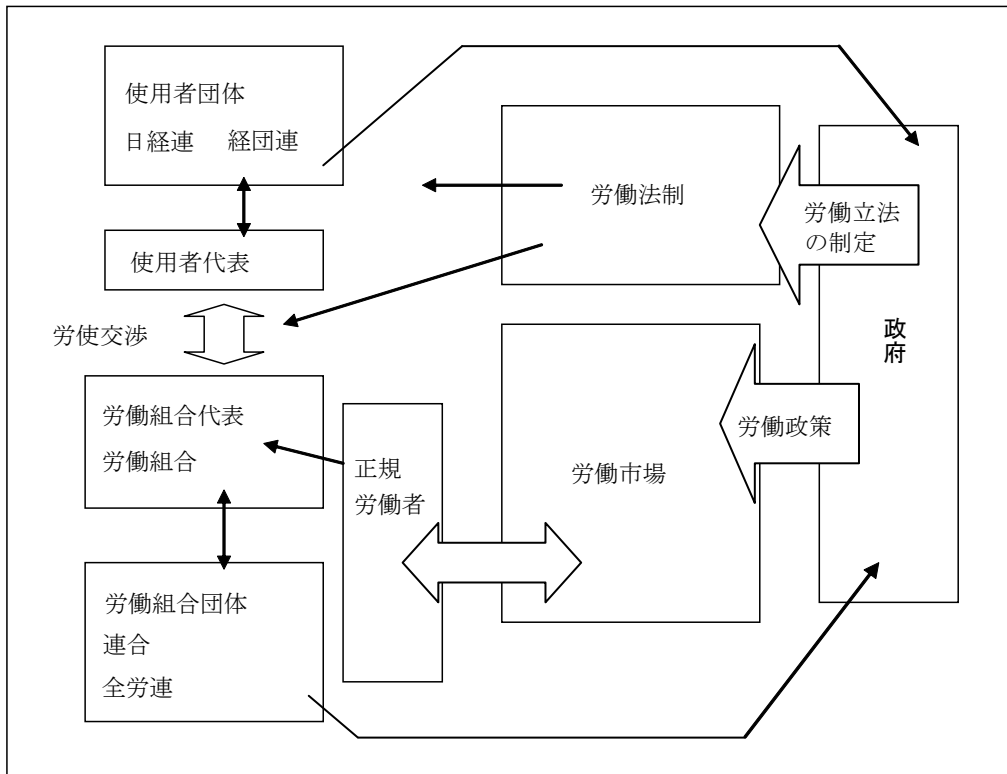 使用者団体
日経連 経団連
使用者代表
労使交渉
労働組合代表
労働組合
労働組合団体
連合
全労連
正規
労働者
労働法制
労働市場
労働立法
の制定
労働政策
政府